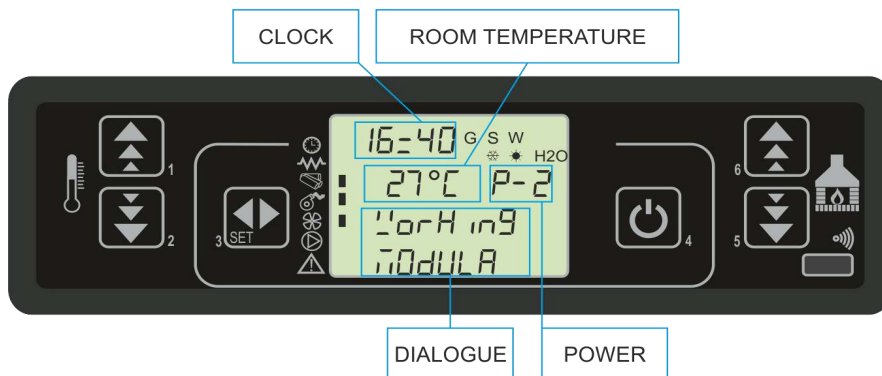 CLOCK
ROOM TEMPERATURE
16:40 G S W
H2O
1
6
27°C P-2
SET
3
2
4
5
Working
MODULA
DIALOGUE
POWER